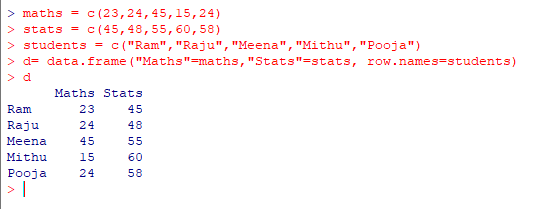 > maths = c(23,24,45,15,24)
> stats = c(45,48,55,60,58)
> students = c("Ram","Raju","Meena","Mithu","Pooja")
> d= data.frame("Maths"=maths,"Stats"=stats, row.names=students)
> d
      Maths Stats
Ram      23    45
Raju     24    48
Meena    45    55
Mithu    15    60
Pooja    24    58
>